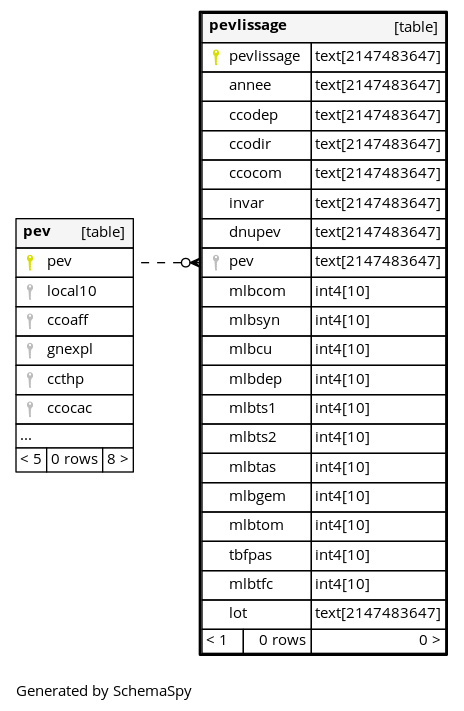 pevlissage [table]
pevlissage text[2147483647]
annee text[2147483647]
ccodep text[2147483647]
ccodir text[2147483647]
ccocom text[2147483647]
invar text[2147483647]
dnupev text[2147483647]
pev text[2147483647]
mlbcom int4[10]
mlbsyn int4[10]
mlbcu int4[10]
mlbdep int4[10]
mlbts1 int4[10]
mlbts2 int4[10]
mlbtas int4[10]
mlbgem int4[10]
mlbtom int4[10]
tbfpas int4[10]
mlbtfc int4[10]
lot text[2147483647]
< 1 0 rows 0 >
pev [table]
pev
local10
ccoaff
gnexpl
ccthp
ccocac
...
< 5 0 rows 8 >
Generated by SchemaSpy